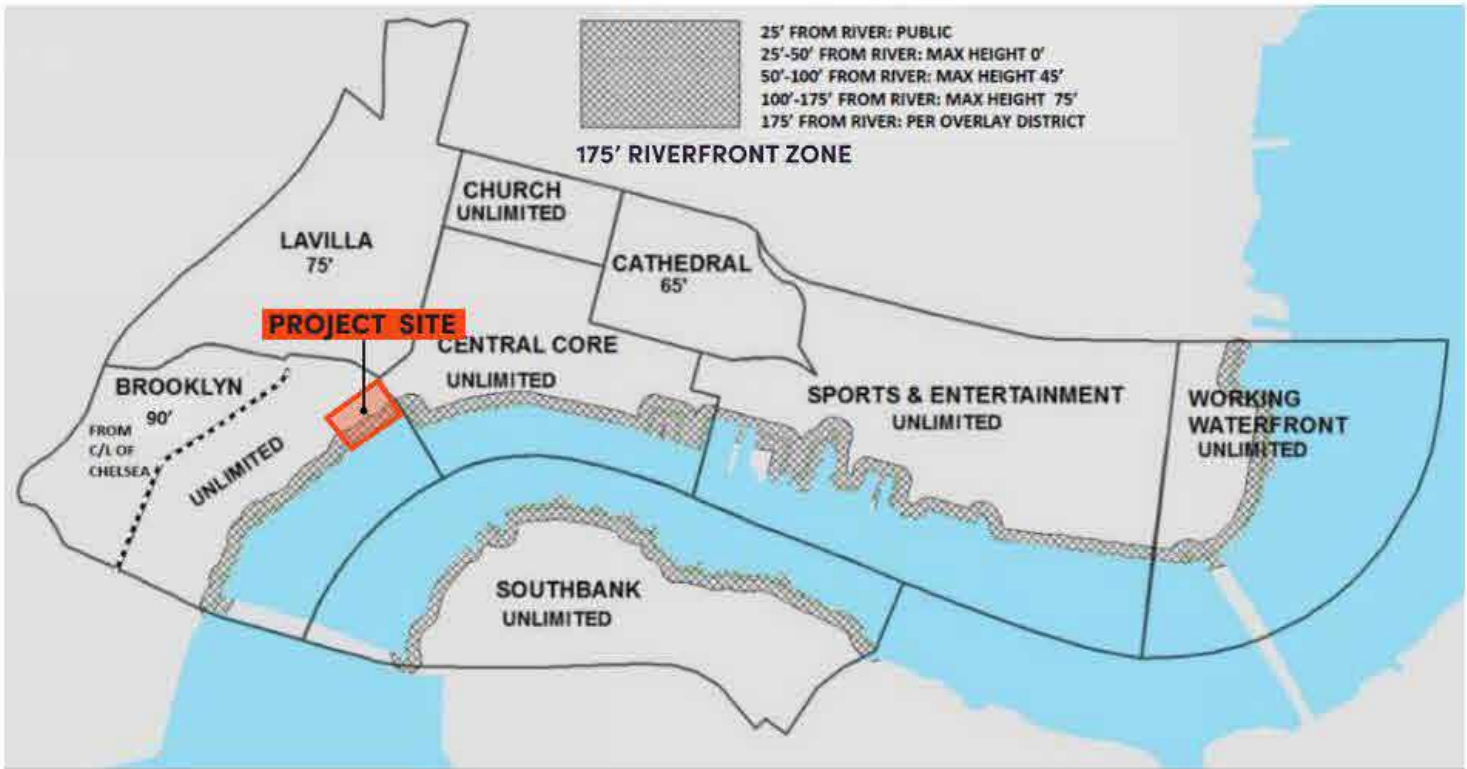 25' FROM RIVER: PUBLIC
25'-50' FROM RIVER: MAX HEIGHT 0'
50'-100' FROM RIVER: MAX HEIGHT 45'
100'-175' FROM RIVER: MAX HEIGHT 75'
175' FROM RIVER: PER OVERLAY DISTRICT
175' RIVERFRONT ZONE
CHURCH
UNLIMITED
LAVILLA
75'
CATHEDRAL
65'
PROJECT SITE
CENTRAL CORE
UNLIMITED
BROOKLYN
90'
FROM
C/L OF
CHELSEA
UNLIMITED
SPORTS & ENTERTAINMENT
UNLIMITED
WORKING
WATERFRONT
UNLIMITED
SOUTHBANK
UNLIMITED